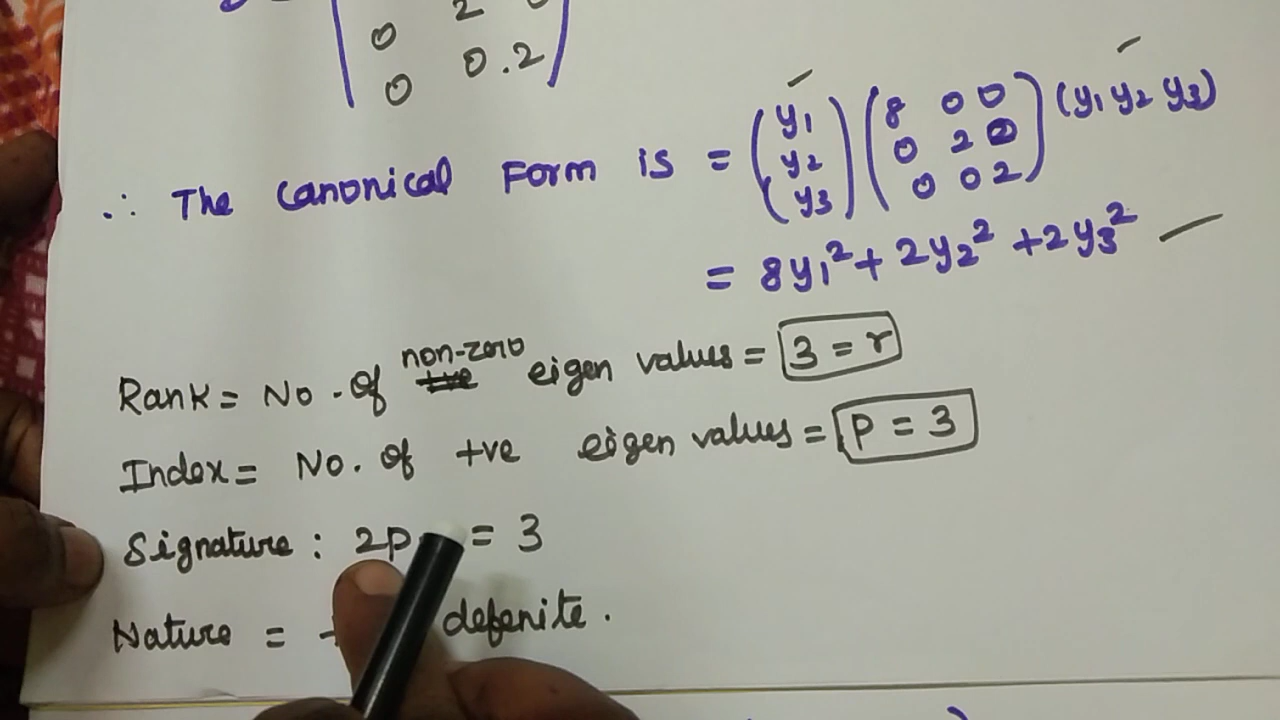 0 2
0 0.2
∴ The Canonical Form is = (y1 y2 y3) (8 0 0 0 2 0 0 0 2) (y1 y2 y3)
= 8y₁² + 2y₂² + 2y₃²
Rank = No. of non-zero eigen values = 3 = r
Index = No. of +ve eigen values = P = 3
Signature: 2P = 3
Nature = defenite.